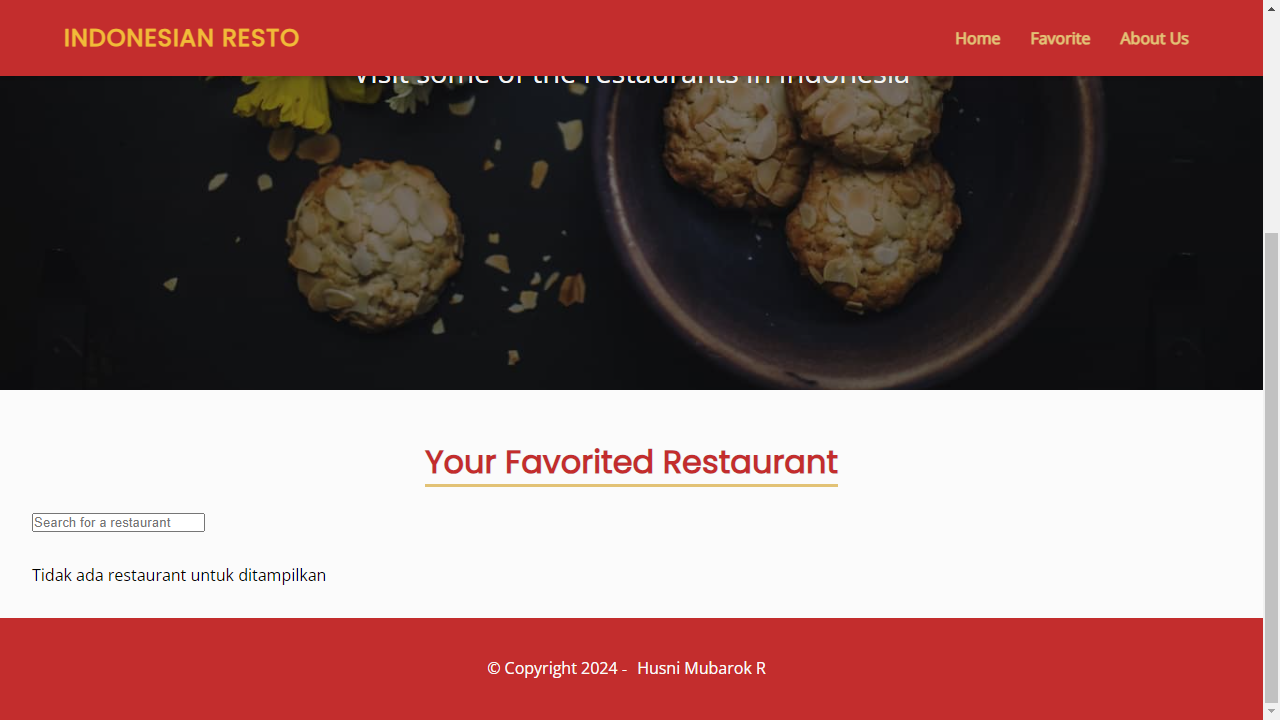 INDONESIAN RESTO
Home Favorite About Us
Visit some of the restaurants in Indonesia
Your Favorited Restaurant
Search for a restaurant
Tidak ada restaurant untuk ditampilkan
© Copyright 2024 - Husni Mubarok R